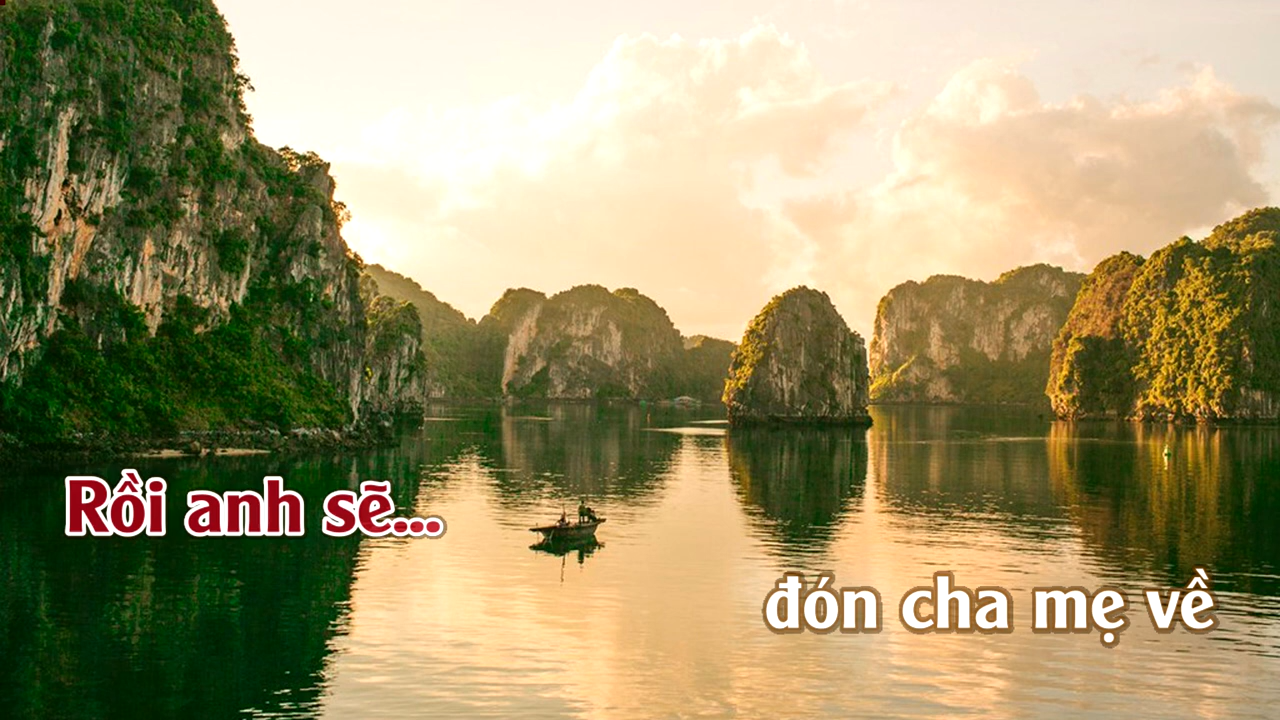 Rồi anh sẽ...
đón cha mẹ về